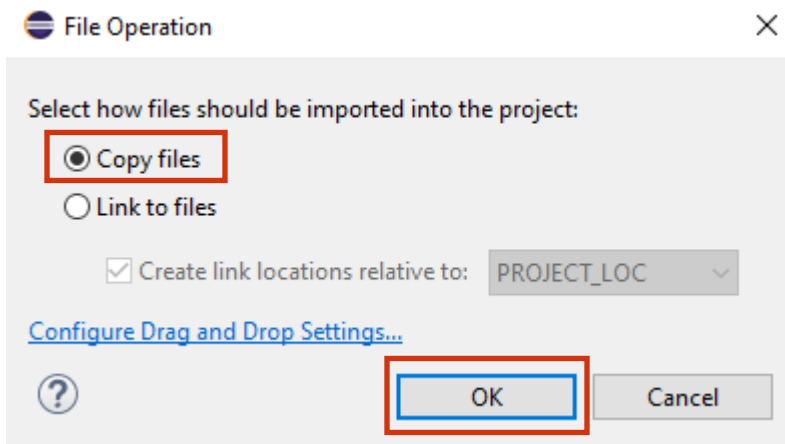 File Operation
Select how files should be imported into the project:
Copy files
Link to files
Create link locations relative to: PROJECT_LOC
Configure Drag and Drop Settings...
? OK Cancel